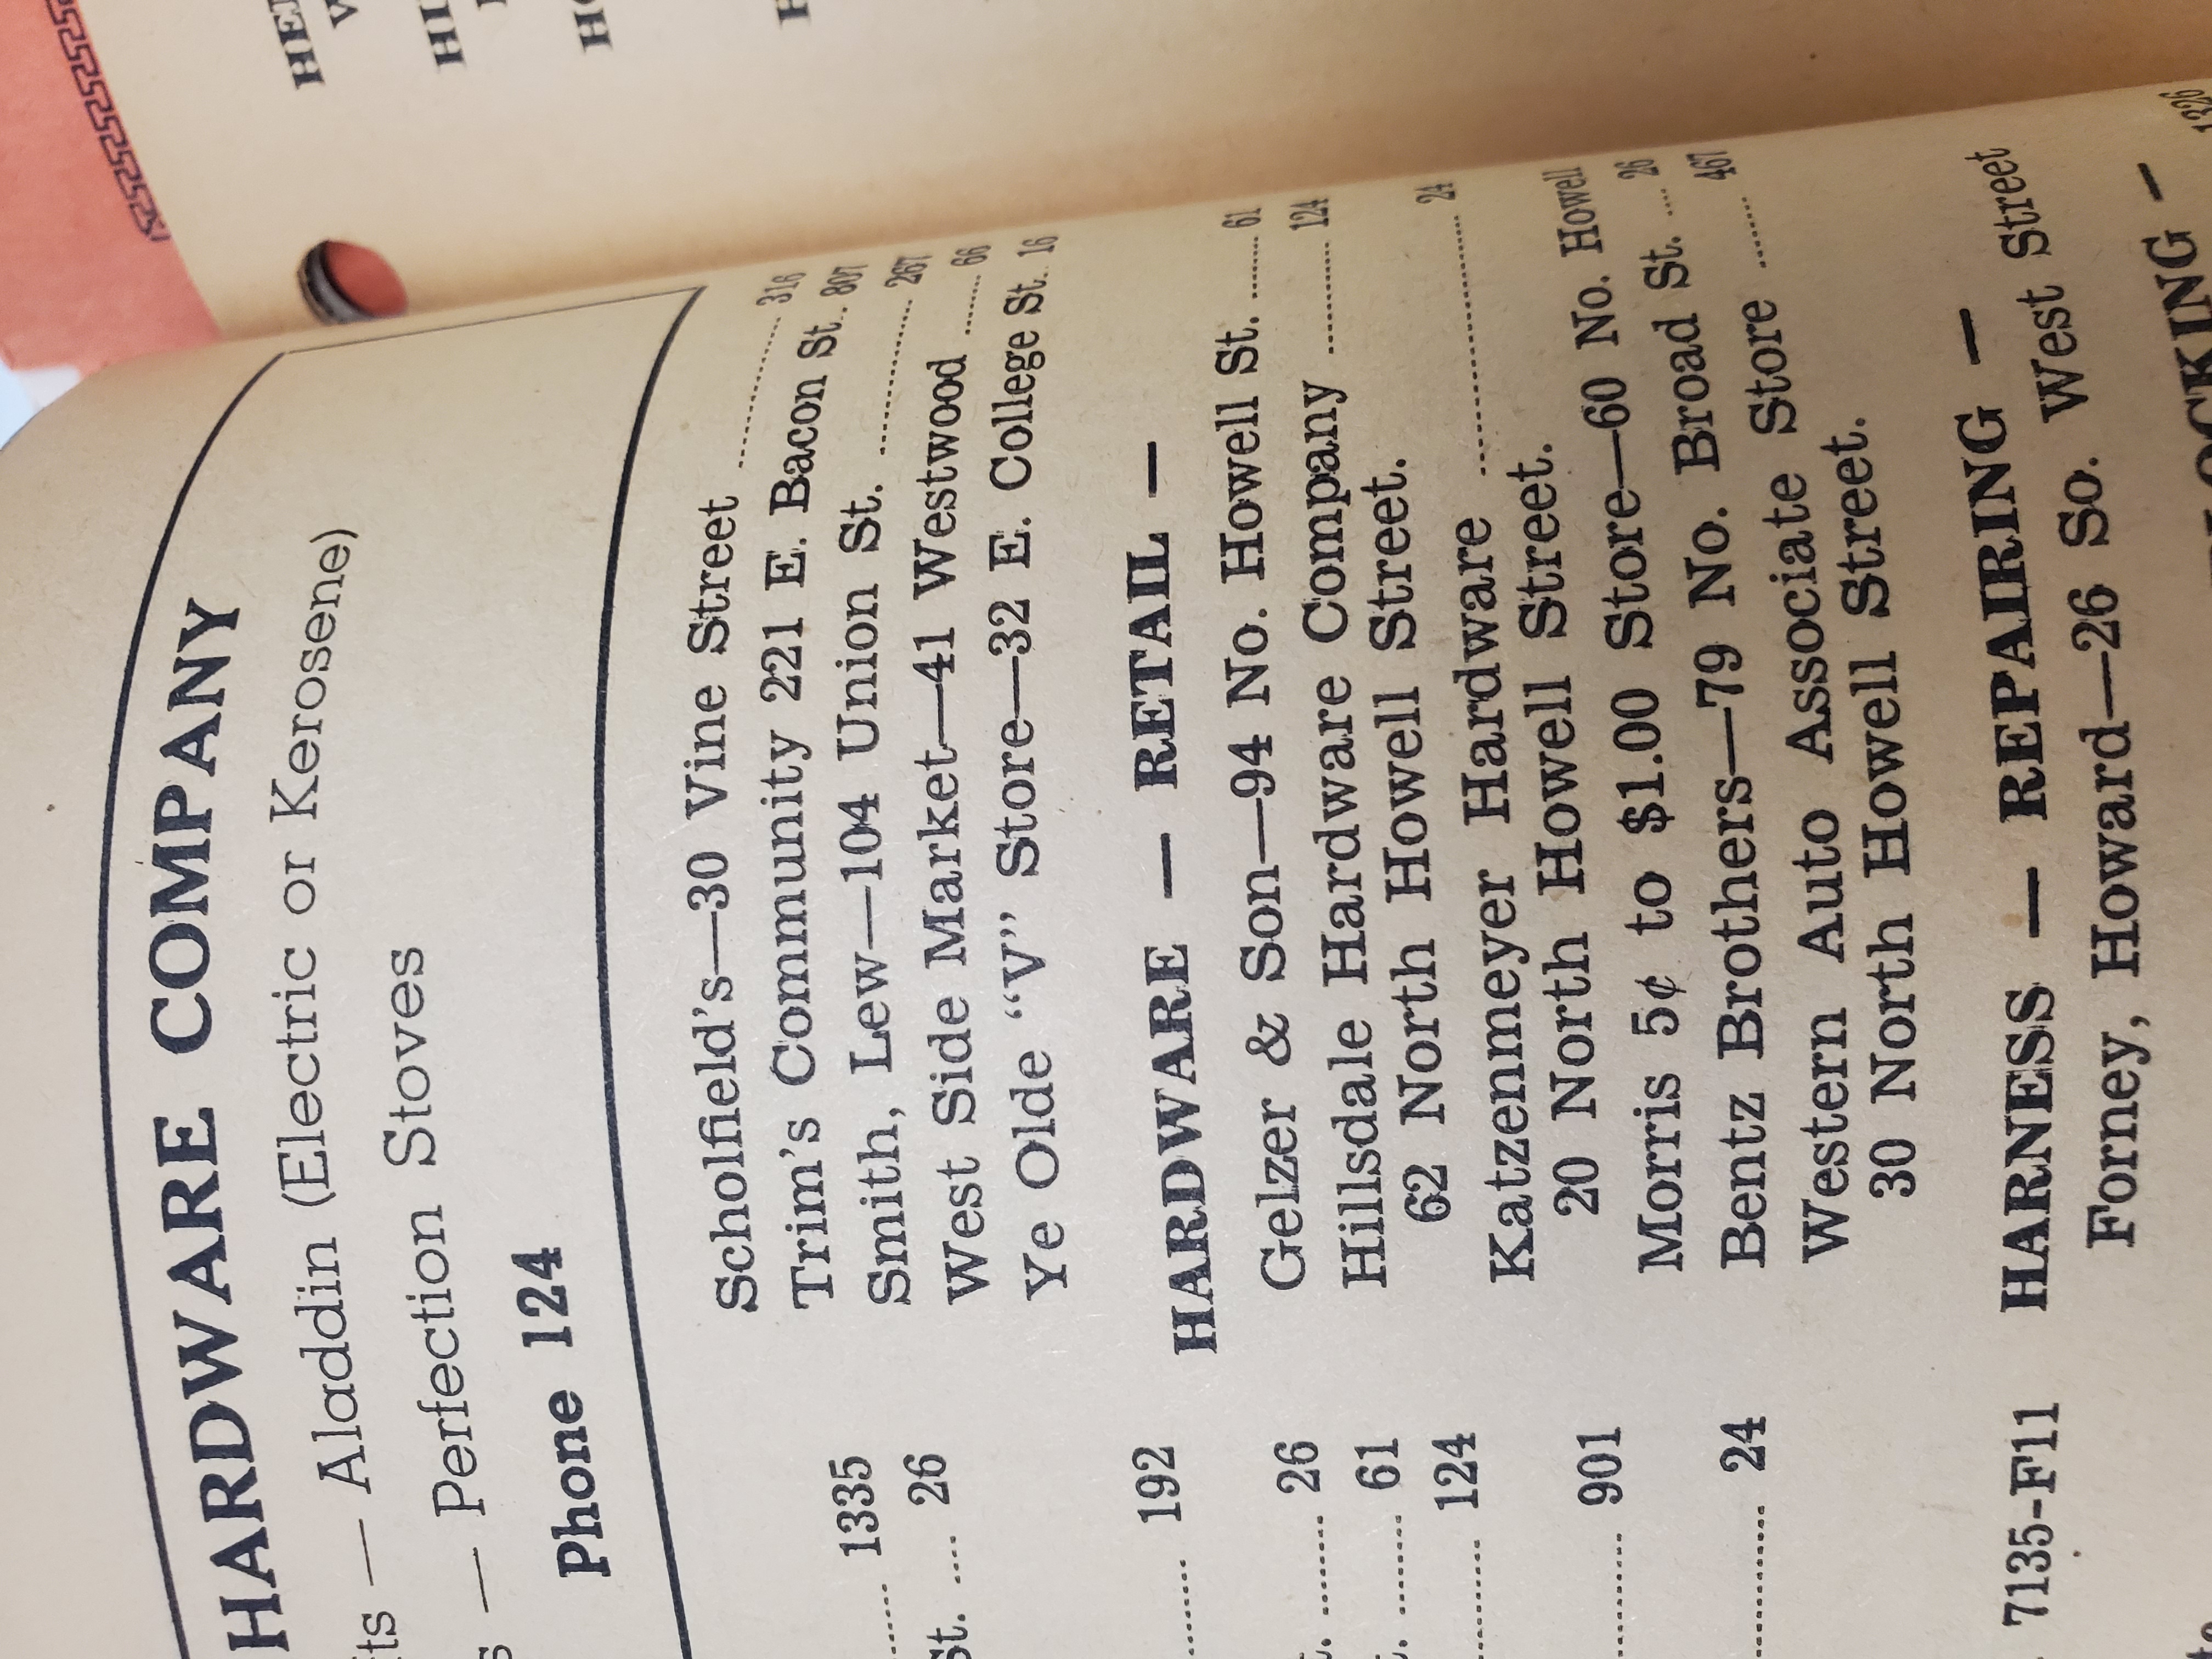 HARDWARE COMPANY
— Aladdin (Electric or Kerosene)
— Perfection Stoves
Phone 124
1335
St. .... 26
192
26
61
124
901
24
7135-F11
Scholfield's—30 Vine Street ........ 316
Trim's Community 221 E. Bacon St. .. 807
Smith, Lew—104 Union St. ........ 267
West Side Market—41 Westwood ...... 66
Ye Olde "V" Store—32 E. College St. 16
HARDWARE — RETAIL —
Gelzer & Son—94 No. Howell St. ...... 61
Hillsdale Hardware Company ........ 124
62 North Howell Street.
Katzenmeyer Hardware ........ 24
20 North Howell Street.
Morris 5¢ to $1.00 Store—60 No. Howell
Bentz Brothers—79 No. Broad St. .... 26
Western Auto Associate Store ...... 467
30 North Howell Street.
HARNESS — REPAIRING —
Forney, Howard—26 So. West Street